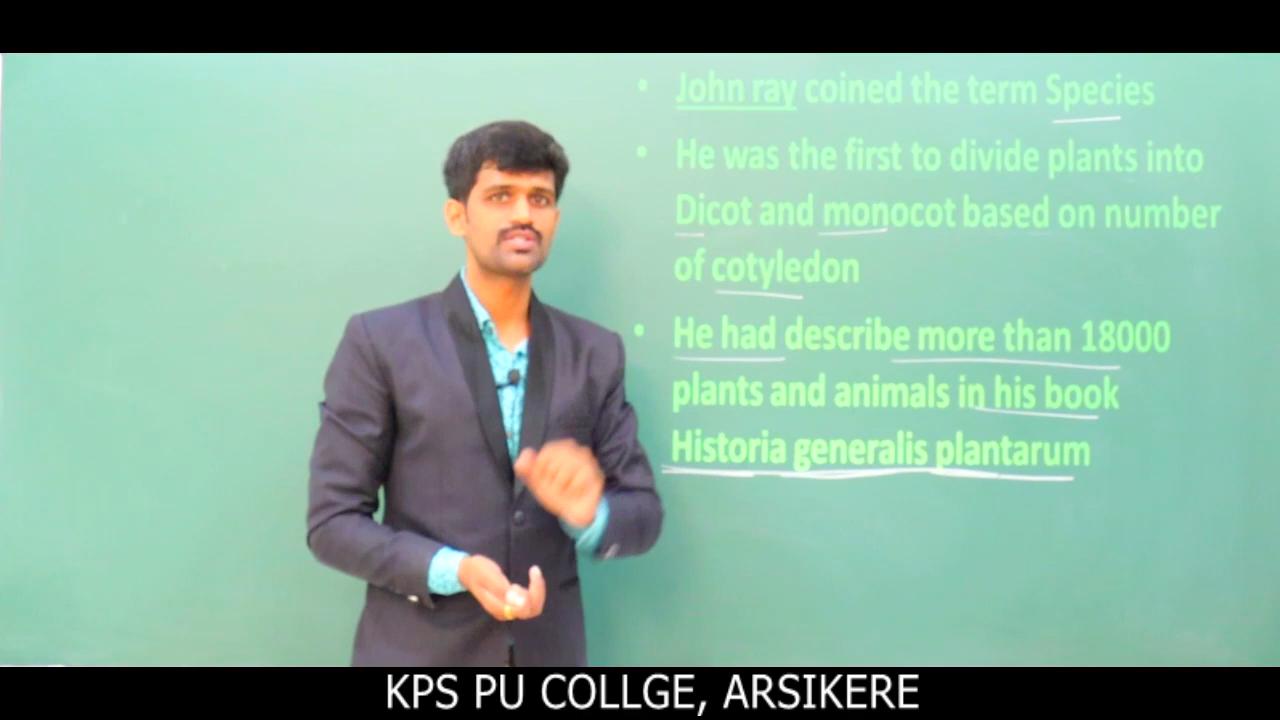 • John ray coined the term Species
• He was the first to divide plants into
Dicot and monocot based on number
of cotyledon
• He had describe more than 18000
plants and animals in his book
Historia generalis plantarum
KPS PU COLLGE, ARSIKERE